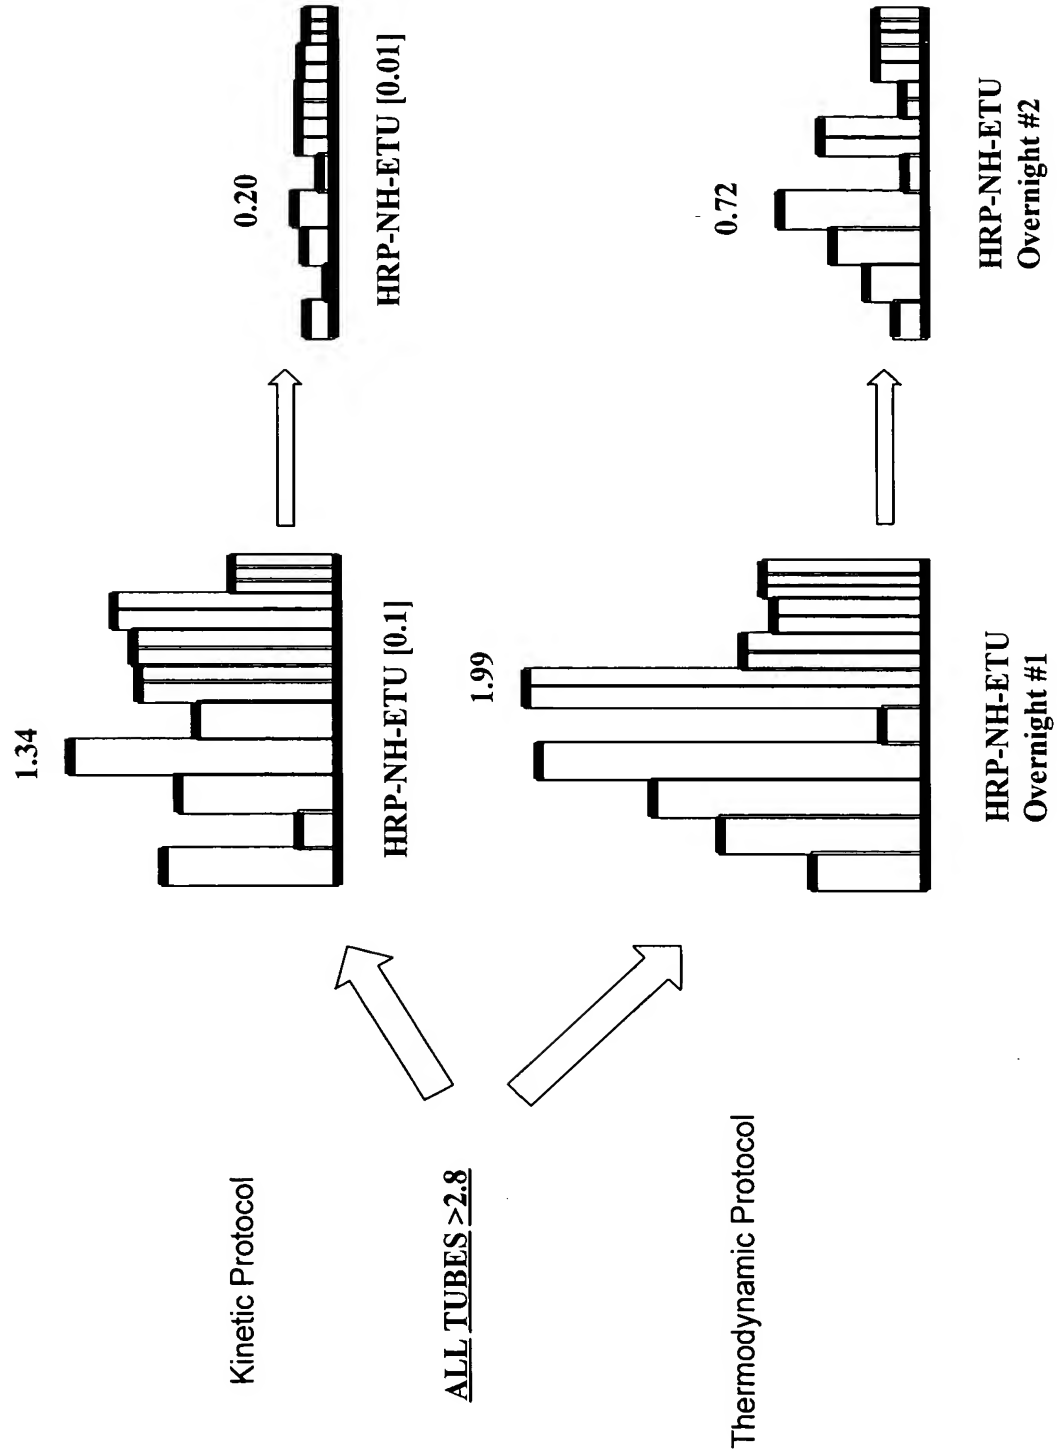 Kinetic Protocol
ALL TUBES >2.8
Thermodynamic Protocol
1.34
HRP-NH-ETU [0.1]
0.20
HRP-NH-ETU [0.01]
1.99
HRP-NH-ETU
Overnight #1
0.72
HRP-NH-ETU
Overnight #2